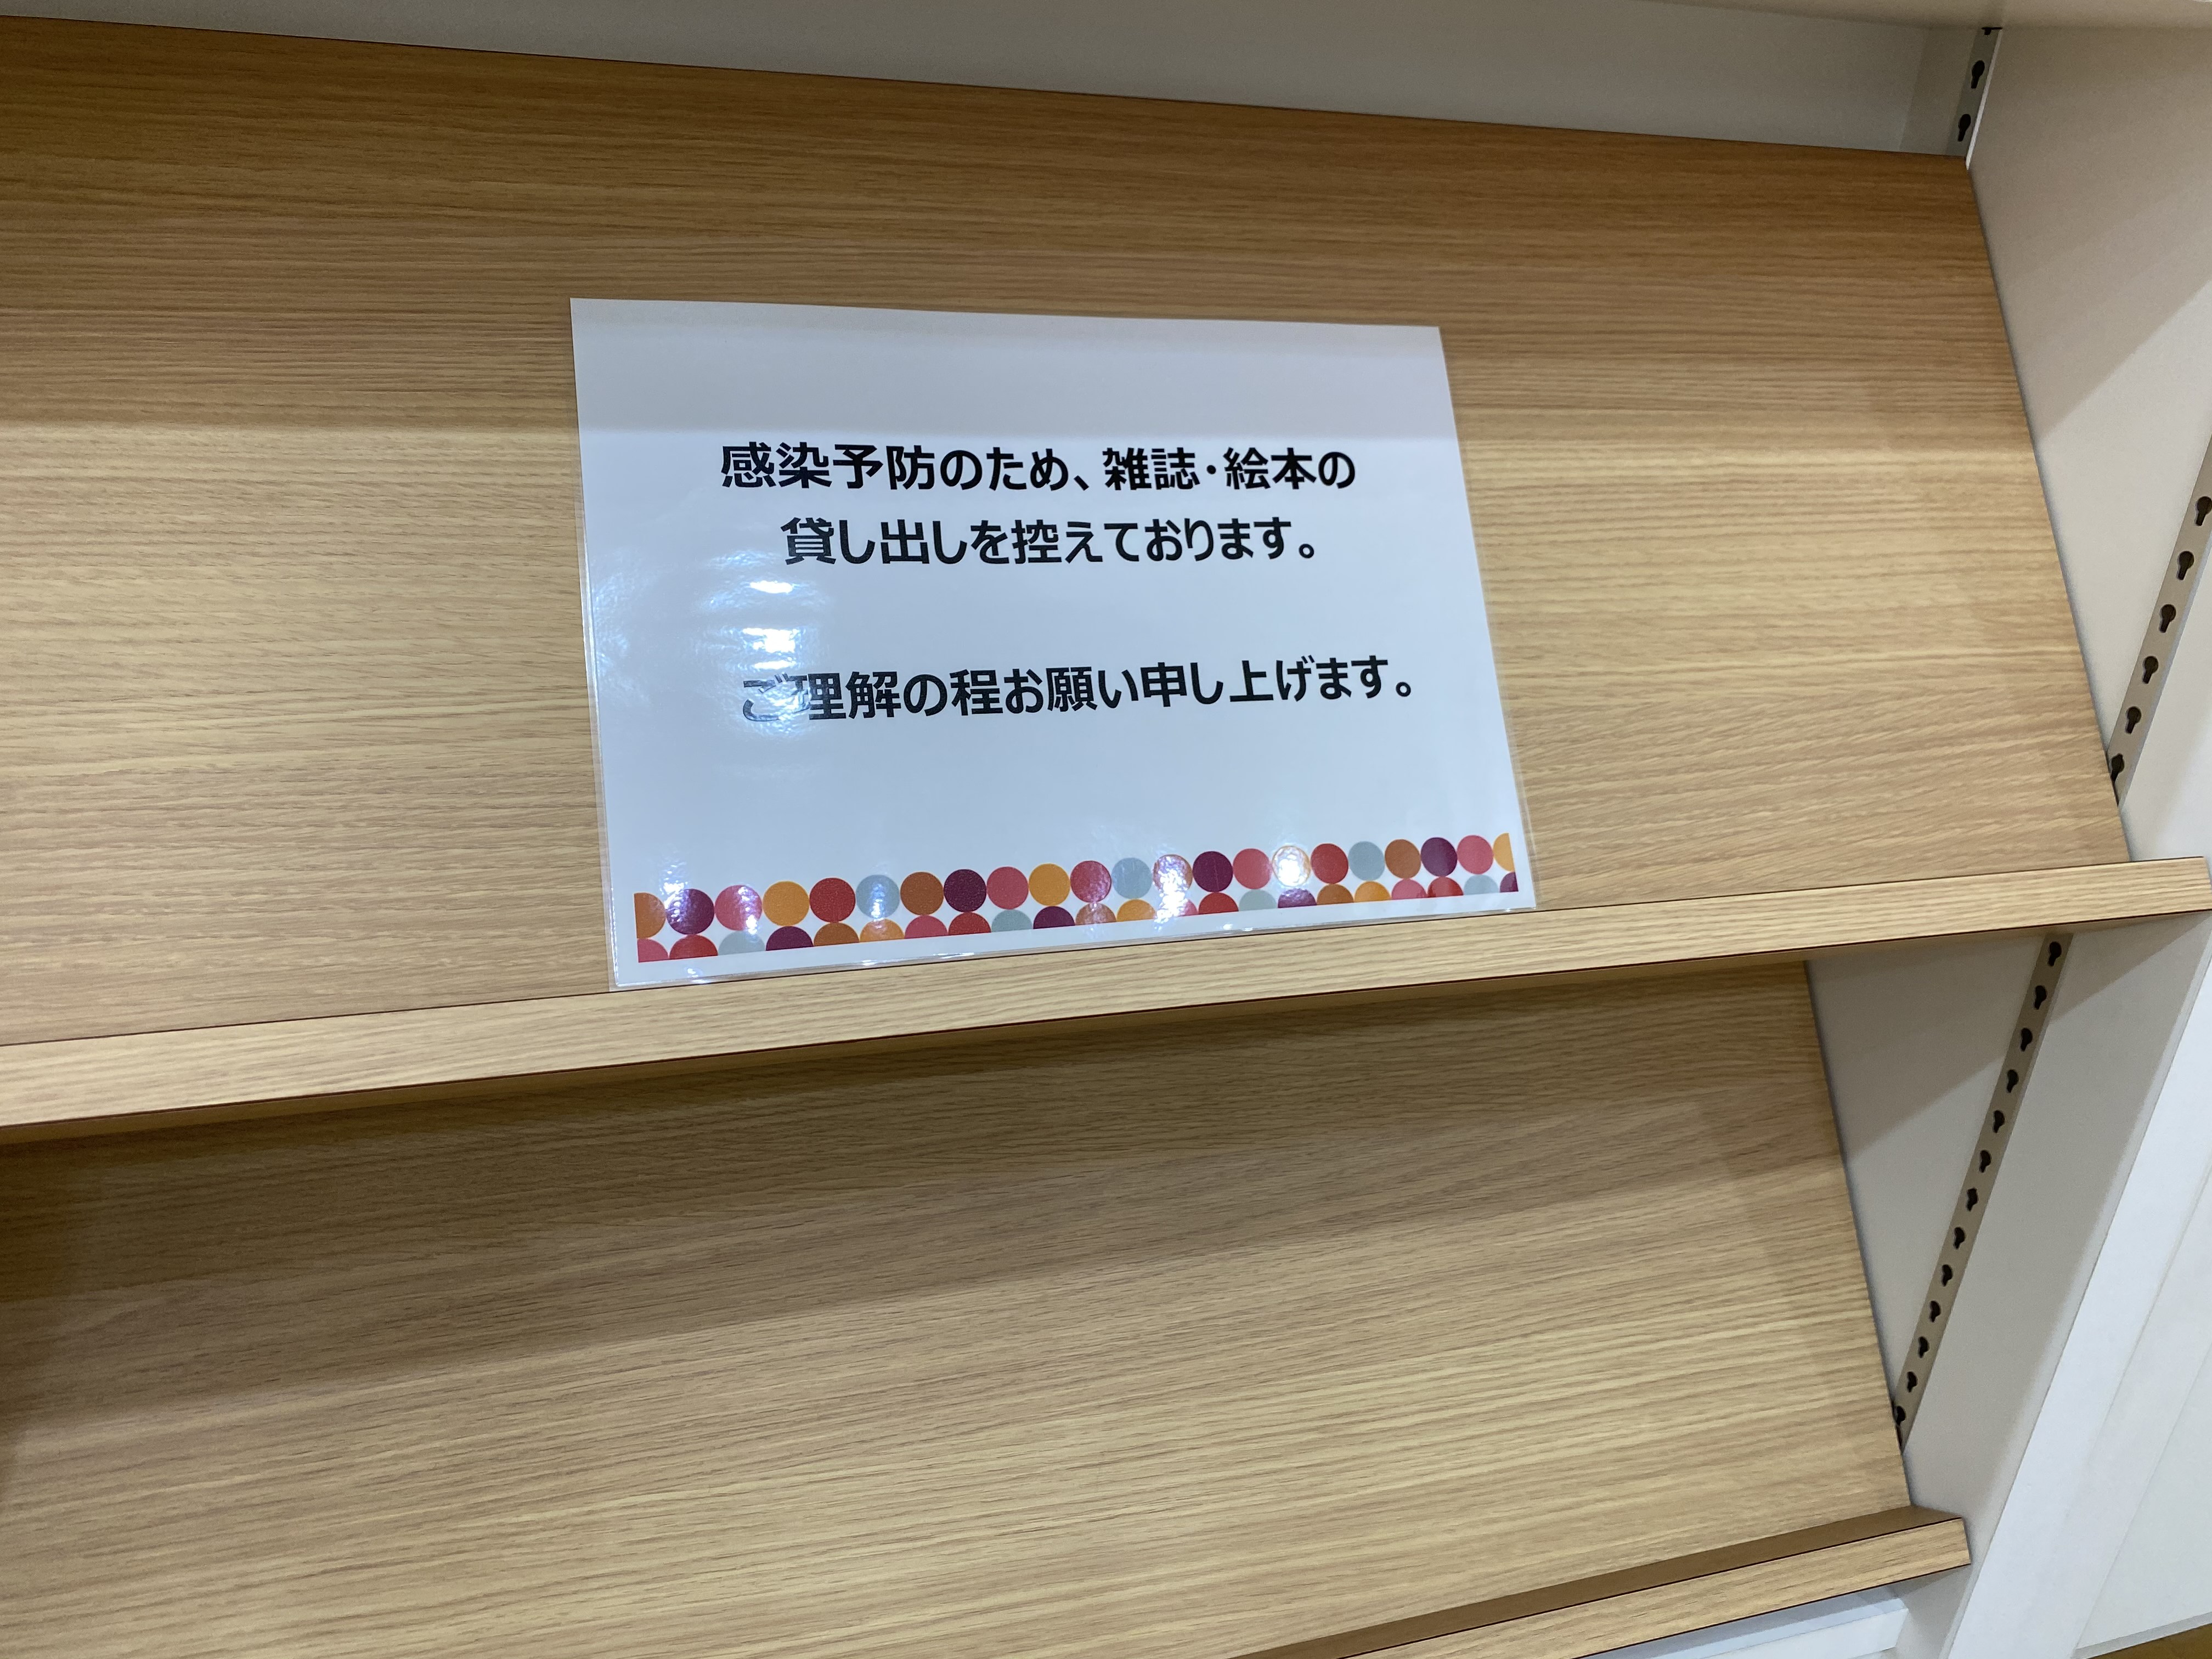 感染予防のため、雑誌・絵本の
貸し出しを控えております。
ご理解の程お願い申し上げます。